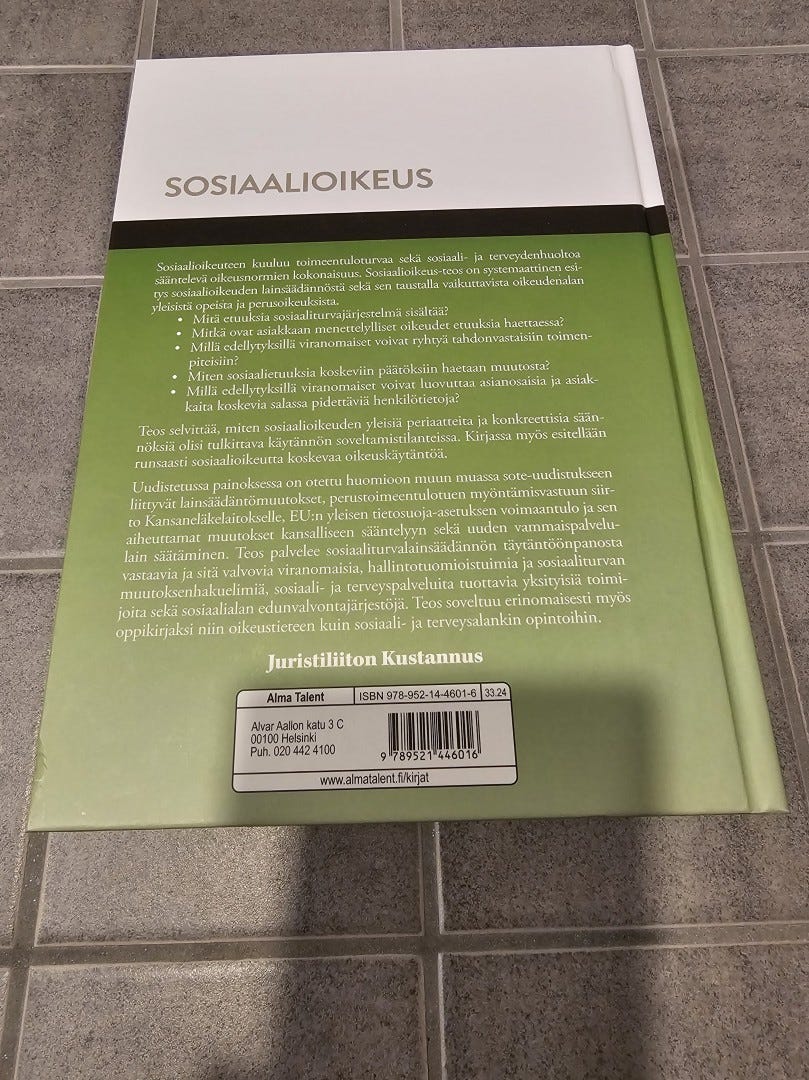 SOSIAALIOIKEUS
Sosiaalioikeuteen kuuluu toimeentuloturvaa sekä sosiaali- ja terveydenhuoltoa
sääntelevä oikeusnormien kokonaisuus. Sosiaalioikeus-teos on systemaattinen esi-
tys sosiaalioikeuden lainsäädännöstä sekä sen taustalla vaikuttavista oikeudenalan
yleisistä opeista ja perusoikeuksista.
• Mitä etuuksia sosiaaliturvajärjestelmä sisältää?
• Mitkä ovat asiakkaan menettelylliset oikeudet etuuksia haettaessa?
• Millä edellytyksillä viranomaiset voivat ryhtyä tahdonvastaisiin toimen-
piteisiin?
• Miten sosiaalietuuksia koskeviin päätöksiin haetaan muutosta?
• Millä edellytyksillä viranomaiset voivat luovuttaa asianosaisia ja asiak-
kaita koskevia salassa pidettäviä henkilötietoja?
Teos selvittää, miten sosiaalioikeuden yleisiä periaatteita ja konkreettisia sään-
nöksiä olisi tulkittava käytännön soveltamistilanteissa. Kirjassa myös esitellään
runsaasti sosiaalioikeutta koskevaa oikeuskäytäntöä.
Uudistetussa painoksessa on otettu huomioon muun muassa sote-uudistukseen
liittyvät lainsäädäntömuutokset, perustoimeentulotuen myöntämisvastuun siir-
to Kansaneläkelaitokselle, EU:n yleisen tietosuoja-asetuksen voimaantulo ja sen
aiheuttamat muutokset kansalliseen sääntelyyn sekä uuden vammaispalvelu-
lain säätäminen. Teos palvelee sosiaaliturvalainsäädännön täytäntöönpanosta
vastaavia ja sitä valvovia viranomaisia, hallintotuomioistuimia ja sosiaaliturvan
muutoksenhakuelimiä, sosiaali- ja terveyspalveluita tuottavia yksityisiä toimi-
joita sekä sosiaalialan edunvalvontajärjestöjä. Teos soveltuu erinomaisesti myös
oppikirjaksi niin oikeustieteen kuin sosiaali- ja terveysalankin opintoihin.
Juristiliiton Kustannus
Alma Talent ISBN 978-952-14-4601-6 33.24
Alvar Aallon katu 3 C
00100 Helsinki
Puh. 020 442 4100
9 789521 446016
www.almatalent.fi/kirjat